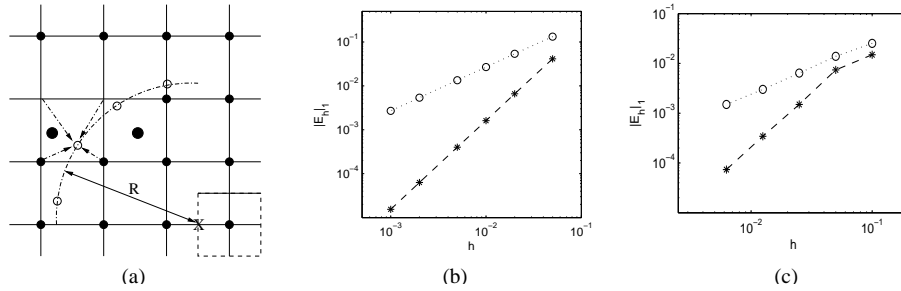 R
X
(a)
|E_h|_1
10^{-1}
10^{-2}
10^{-3}
10^{-4}
10^{-3}
10^{-2}
10^{-1}
h
(b)
|E_h|_1
10^{-1}
10^{-2}
10^{-3}
10^{-4}
10^{-2}
10^{-1}
h
(c)